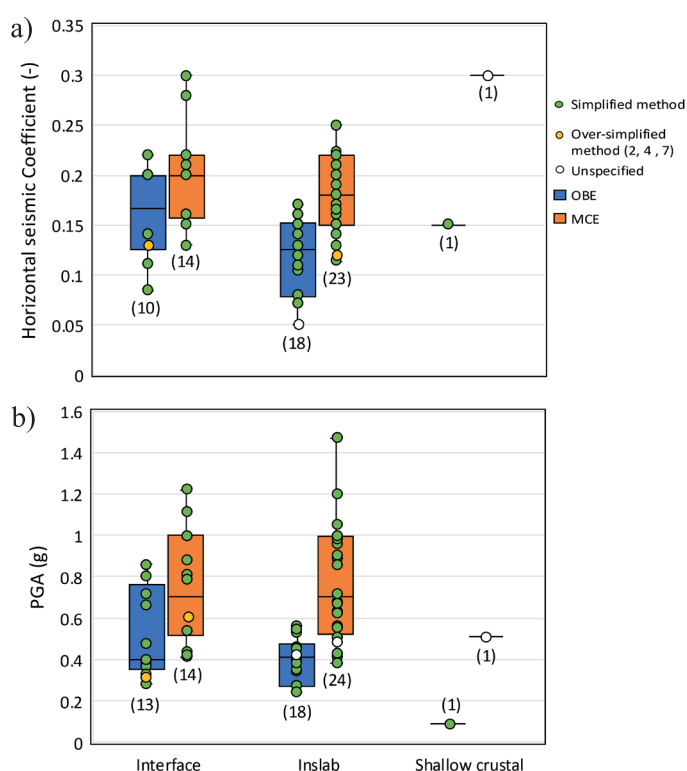 a)
Horizontal seismic Coefficient (-)
0.35
0.3
0.25
0.2
0.15
0.1
0.05
0
(10)
(14)
(18)
(23)
(1)
(1)
Simplified method
Over-simplified
method (2, 4 , 7)
Unspecified
OBE
MCE
b)
PGA (g)
1.6
1.4
1.2
1
0.8
0.6
0.4
0.2
0
(13)
(14)
(18)
(24)
(1)
(1)
Interface
Inslab
Shallow crustal